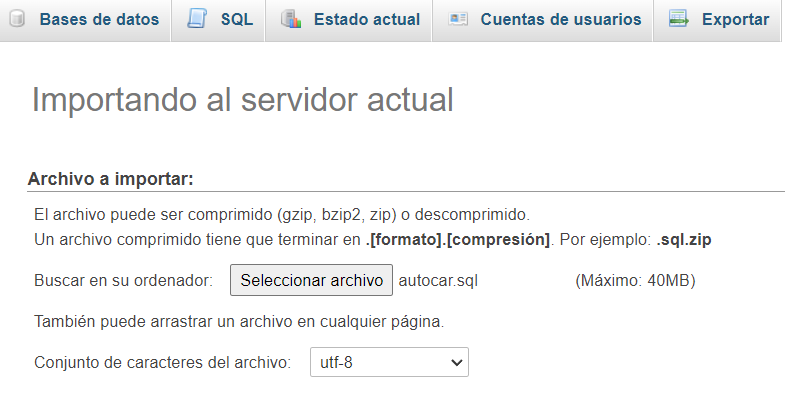 Bases de datos SQL Estado actual Cuentas de usuarios Exportar
Importando al servidor actual
Archivo a importar:
El archivo puede ser comprimido (gzip, bzip2, zip) o descomprimido.
Un archivo comprimido tiene que terminar en .[formato].[compresión]. Por ejemplo: .sql.zip
Buscar en su ordenador: Seleccionar archivo autocar.sql (Máximo: 40MB)
También puede arrastrar un archivo en cualquier página.
Conjunto de caracteres del archivo: utf-8